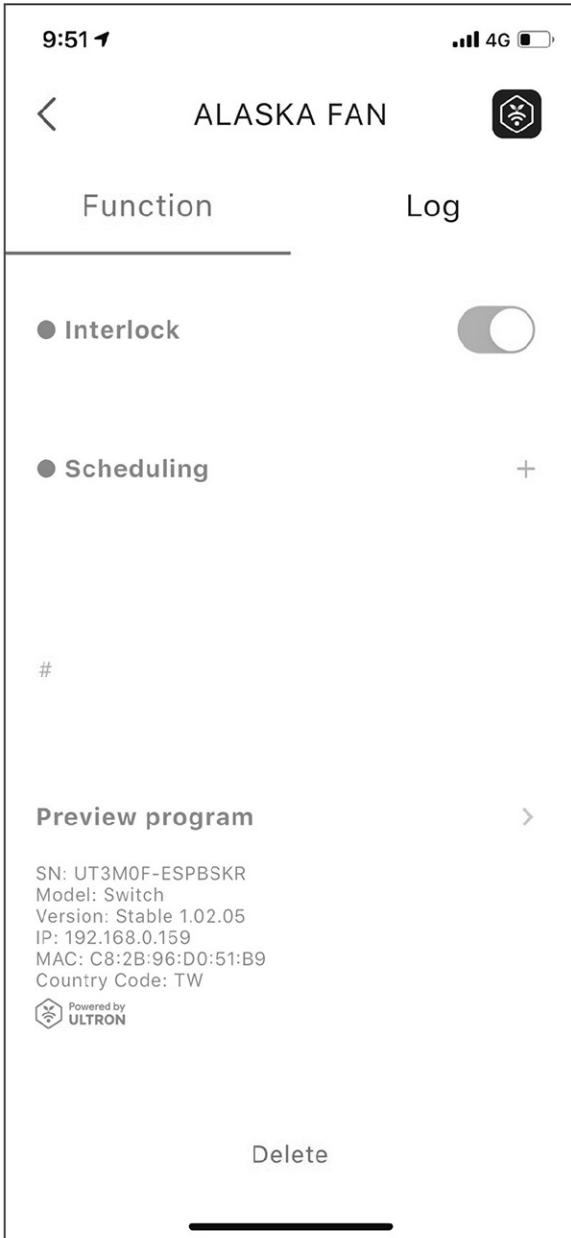 9:51
4G
ALASKA FAN
Function
Log
Interlock
Scheduling
+
#
Preview program
SN: UT3M0F-ESPBSKR
Model: Switch
Version: Stable 1.02.05
IP: 192.168.0.159
MAC: C8:2B:96:D0:51:B9
Country Code: TW
Powered by
ULTRON
Delete